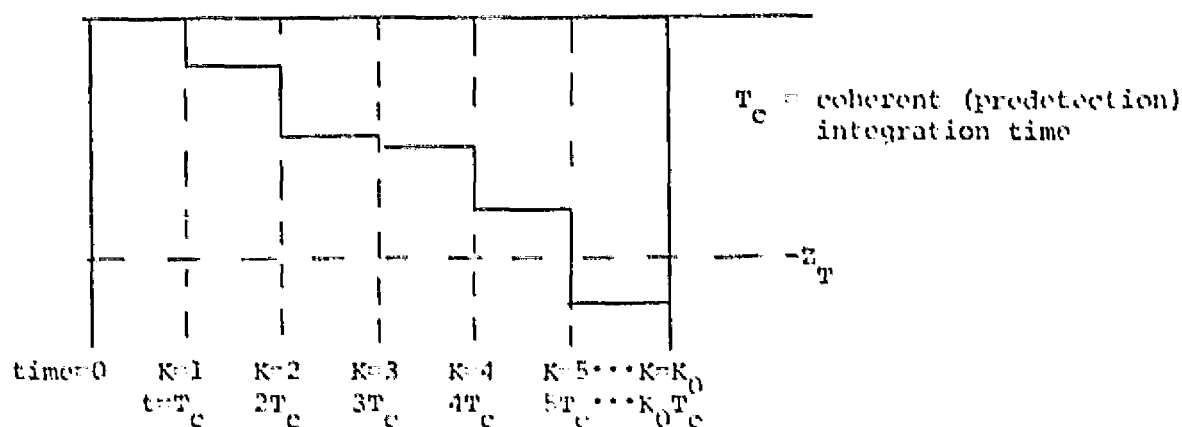 T_c = coherent (predetection)
integration time
-Z_T
time=0 K=1 K=2 K=3 K=4 K=5···K=K_0
t=T_c 2T_c 3T_c 4T_c 5T_c···K_0T_c